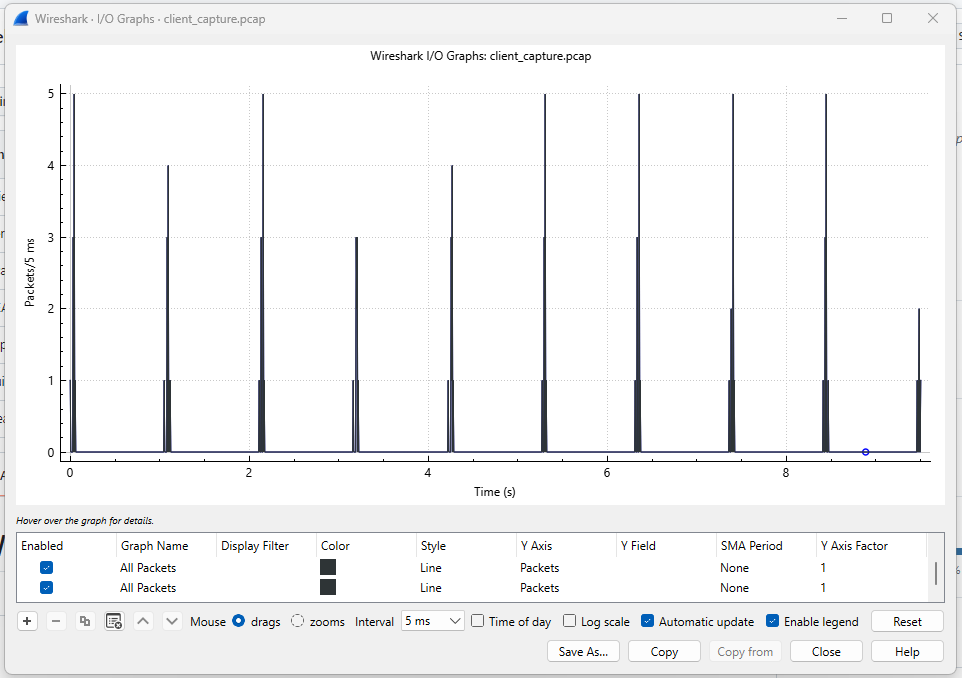 Wireshark · I/O Graphs · client_capture.pcap
Wireshark I/O Graphs: client_capture.pcap
5
4
3
2
1
0
Packets/5 ms
0 2 4 6 8
Time (s)
Hover over the graph for details.
Enabled Graph Name Display Filter Color Style Y Axis Y Field SMA Period Y Axis Factor
All Packets Line Packets None 1
All Packets Line Packets None 1
Mouse drags zooms Interval 5 ms Time of day Log scale Automatic update Enable legend Reset
Save As... Copy Copy from Close Help